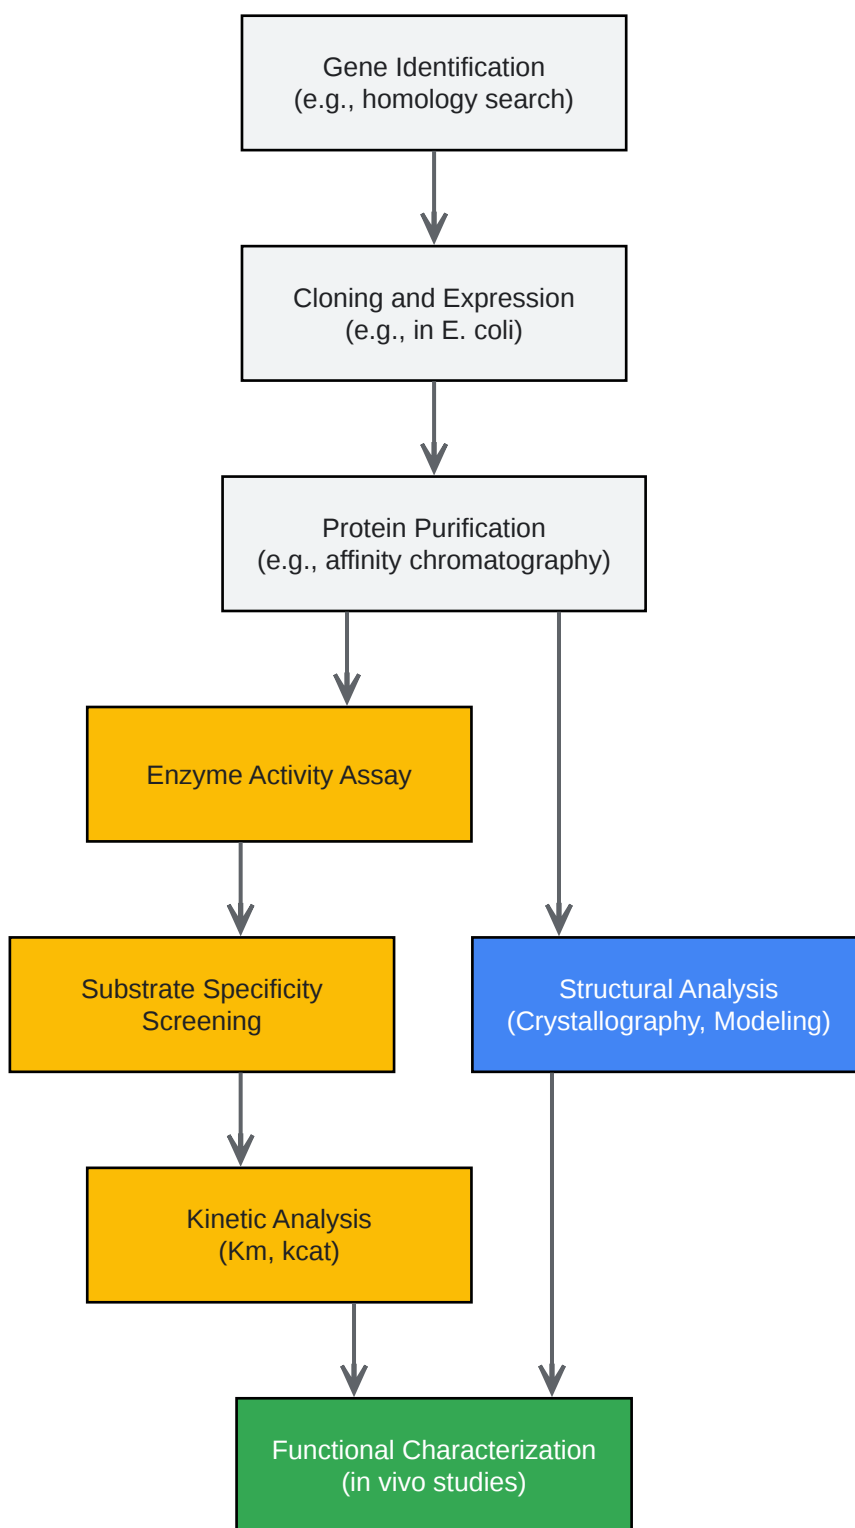 Gene Identification
(e.g., homology search)
Cloning and Expression
(e.g., in E. coli)
Protein Purification
(e.g., affinity chromatography)
Enzyme Activity Assay
Substrate Specificity
Screening
Structural Analysis
(Crystallography, Modeling)
Kinetic Analysis
(Km, kcat)
Functional Characterization
(in vivo studies)